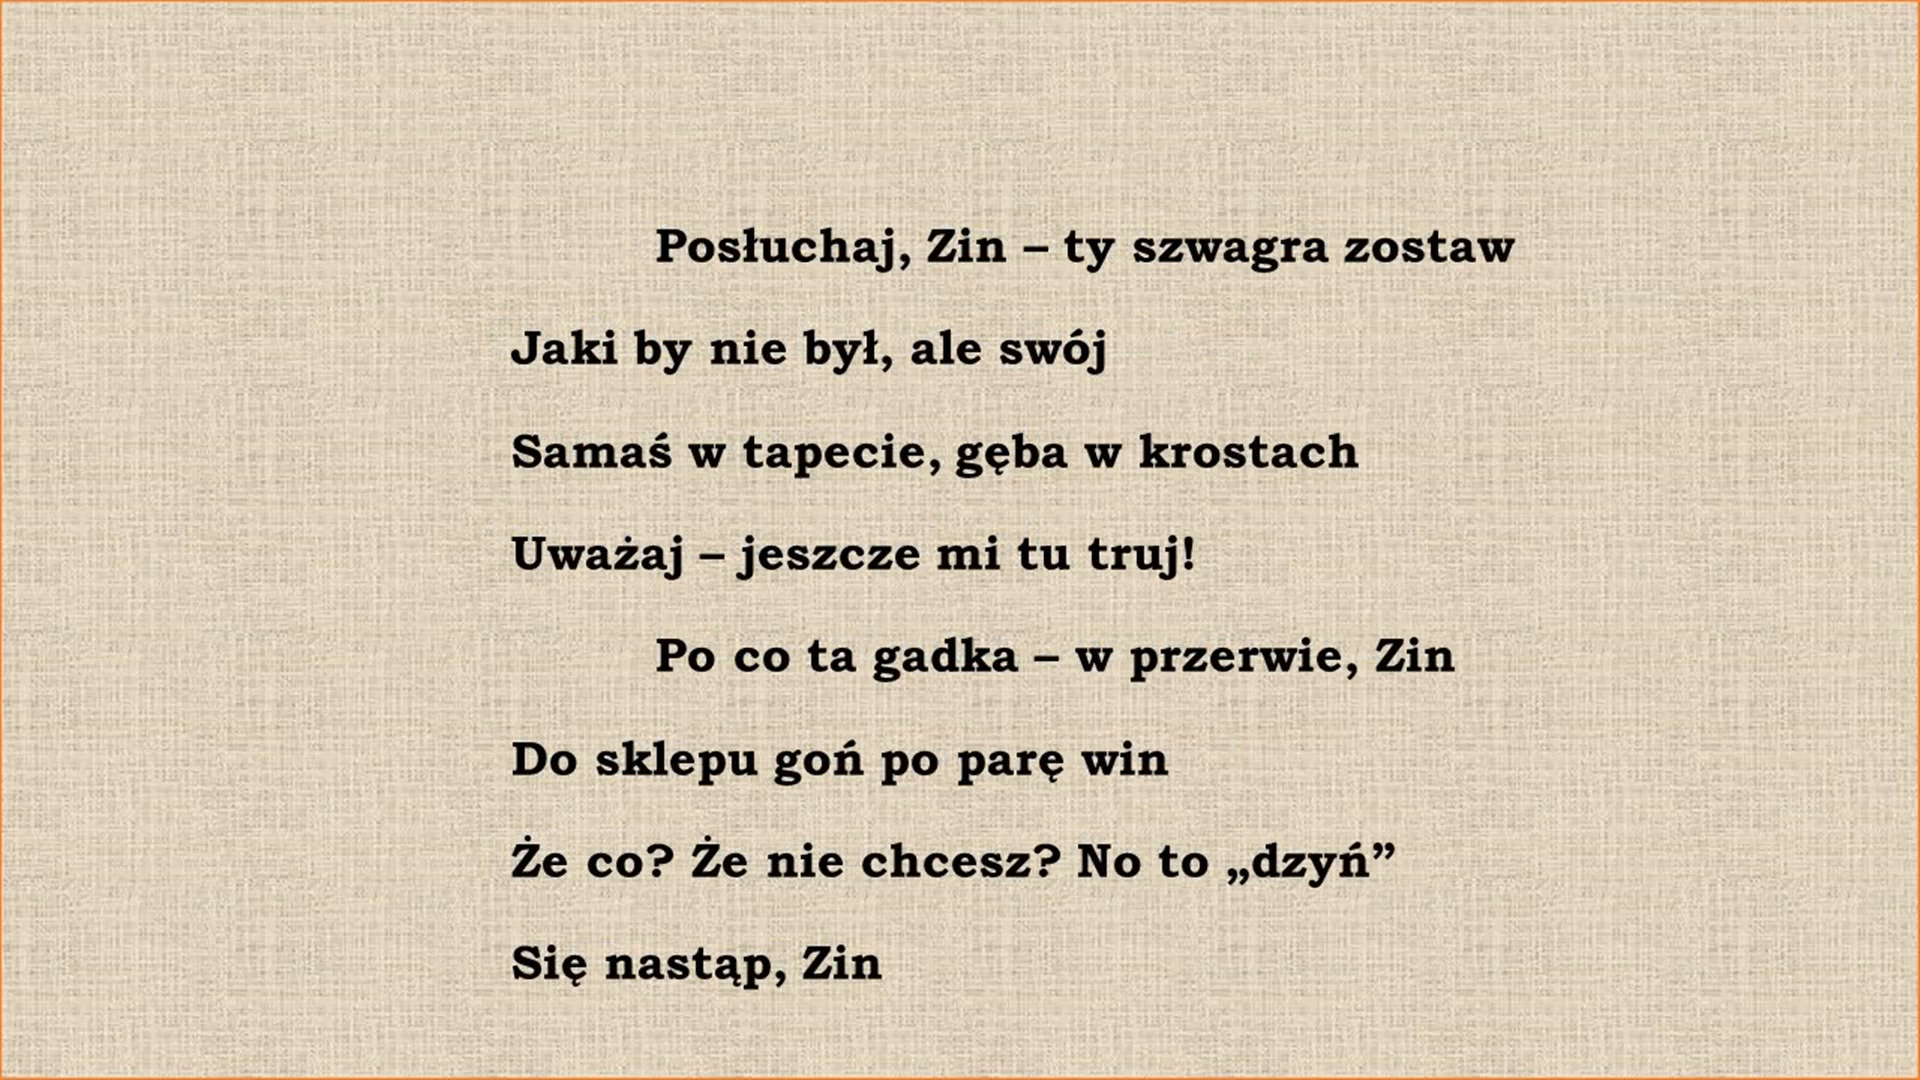 Posłuchaj, Zin – ty szwagra zostaw
Jaki by nie był, ale swój
Samaś w tapecie, gęba w krostach
Uważaj – jeszcze mi tu truj!
Po co ta gadka – w przerwie, Zin
Do sklepu goń po parę win
Że co? Że nie chcesz? No to „dzyń”
Się nastąp, Zin